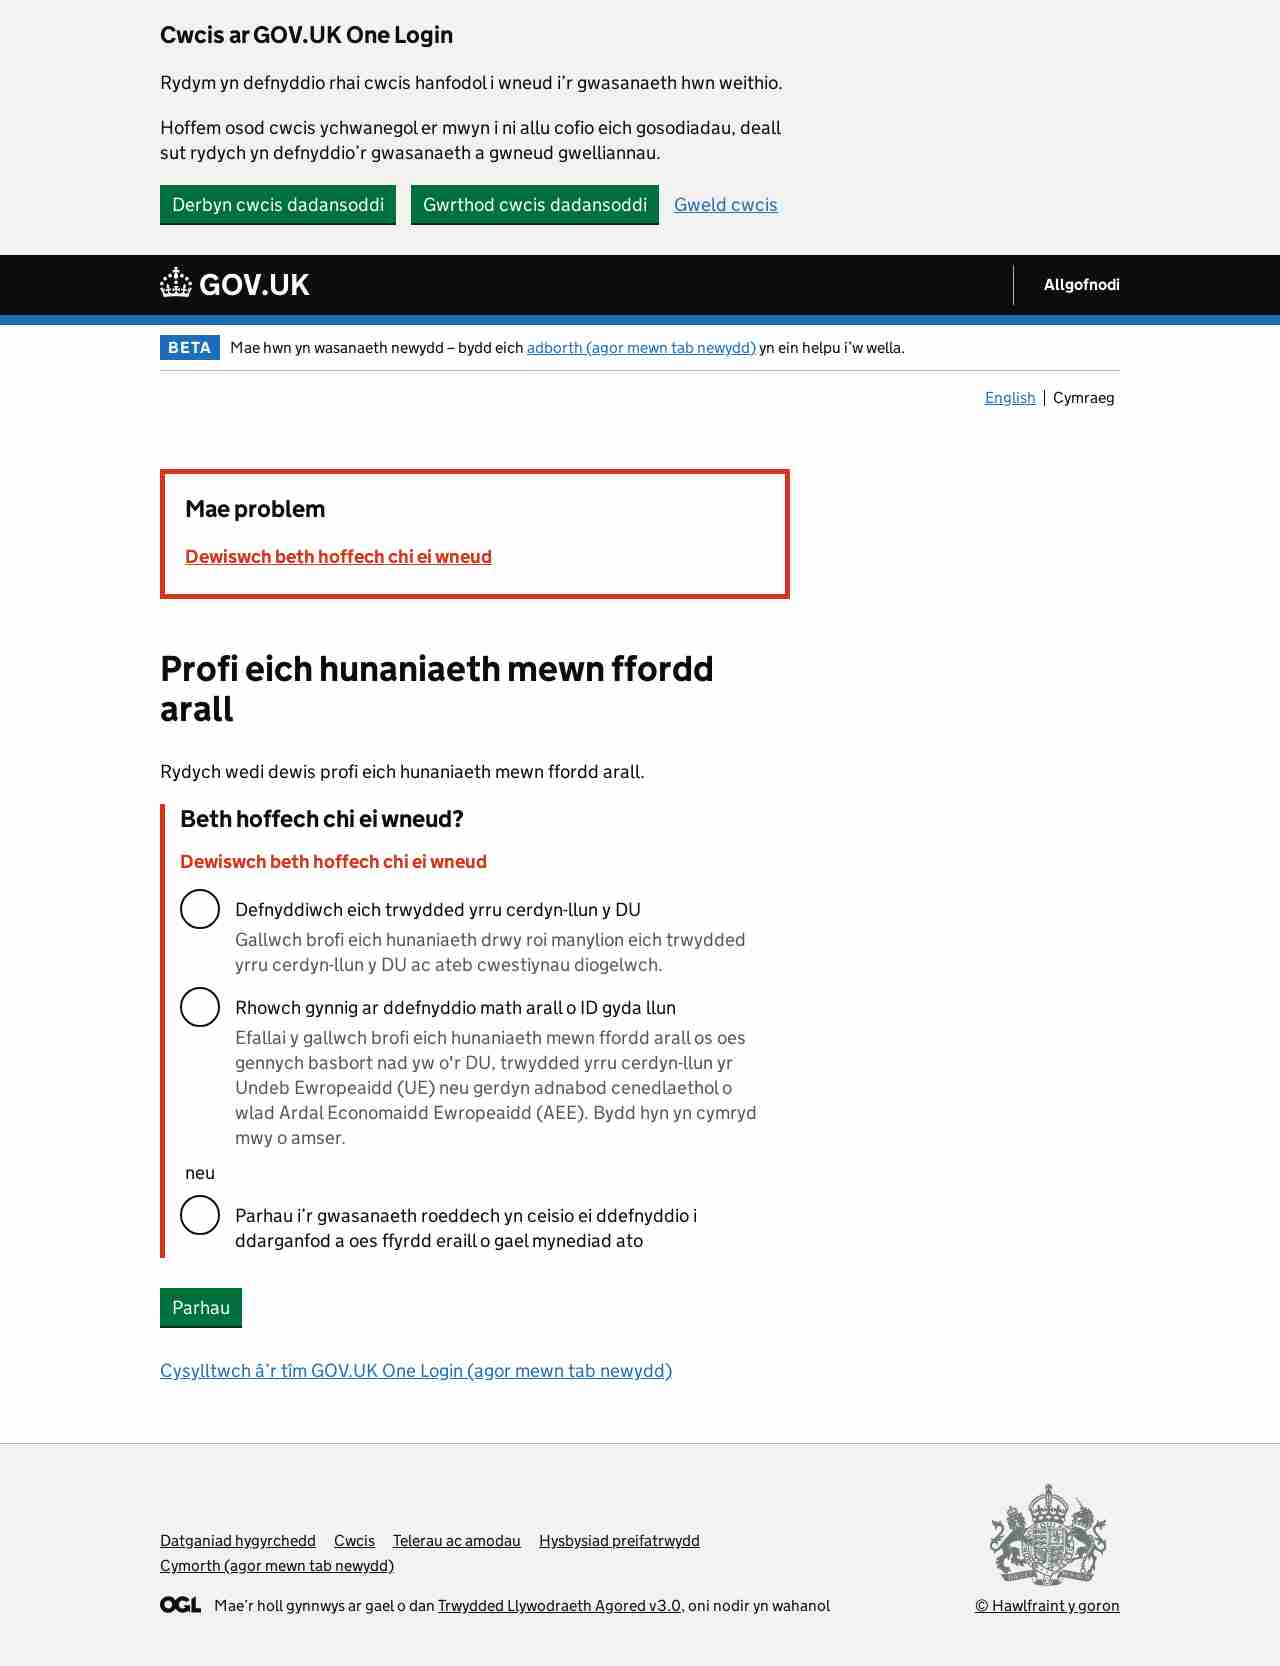 Cwcis ar GOV.UK One Login
Rydym yn defnyddio rhai cwcis hanfodol i wneud i’r gwasanaeth hwn weithio.
Hoffem osod cwcis ychwanegol er mwyn i ni allu cofio eich gosodiadau, deall
sut rydych yn defnyddio’r gwasanaeth a gwneud gwelliannau.
Derbyn cwcis dadansoddi Gwrthod cwcis dadansoddi Gweld cwcis
GOV.UK Allgofnodi
BETA Mae hwn yn wasanaeth newydd – bydd eich adborth (agor mewn tab newydd) yn ein helpu i’w wella.
English Cymraeg
Mae problem
Dewiswch beth hoffech chi ei wneud
Profi eich hunaniaeth mewn ffordd
arall
Rydych wedi dewis profi eich hunaniaeth mewn ffordd arall.
Beth hoffech chi ei wneud?
Dewiswch beth hoffech chi ei wneud
Defnyddiwch eich trwydded yrru cerdyn-llun y DU
Gallwch brofi eich hunaniaeth drwy roi manylion eich trwydded
yrru cerdyn-llun y DU ac ateb cwestiynau diogelwch.
Rhowch gynnig ar ddefnyddio math arall o ID gyda llun
Efallai y gallwch brofi eich hunaniaeth mewn ffordd arall os oes
gennych basbort nad yw o'r DU, trwydded yrru cerdyn-llun yr
Undeb Ewropeaidd (UE) neu gerdyn adnabod cenedlaethol o
wlad Ardal Economaidd Ewropeaidd (AEE). Bydd hyn yn cymryd
mwy o amser.
neu
Parhau i’r gwasanaeth roeddech yn ceisio ei ddefnyddio i
ddarganfod a oes ffyrdd eraill o gael mynediad ato
Parhau
Cysylltwch â’r tîm GOV.UK One Login (agor mewn tab newydd)
Datganiad hygyrchedd Cwcis Telerau ac amodau Hysbysiad preifatrwydd
Cymorth (agor mewn tab newydd)
OGL Mae’r holl gynnwys ar gael o dan Trwydded Llywodraeth Agored v3.0, oni nodir yn wahanol
© Hawlfraint y goron